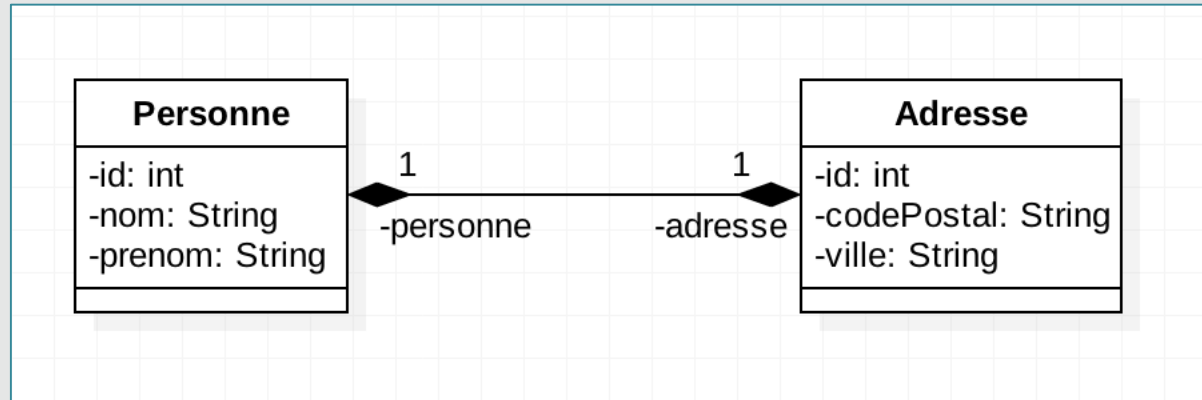 Personne
-id: int
-nom: String
-prenom: String
1
-personne
1
-adresse
Adresse
-id: int
-codePostal: String
-ville: String